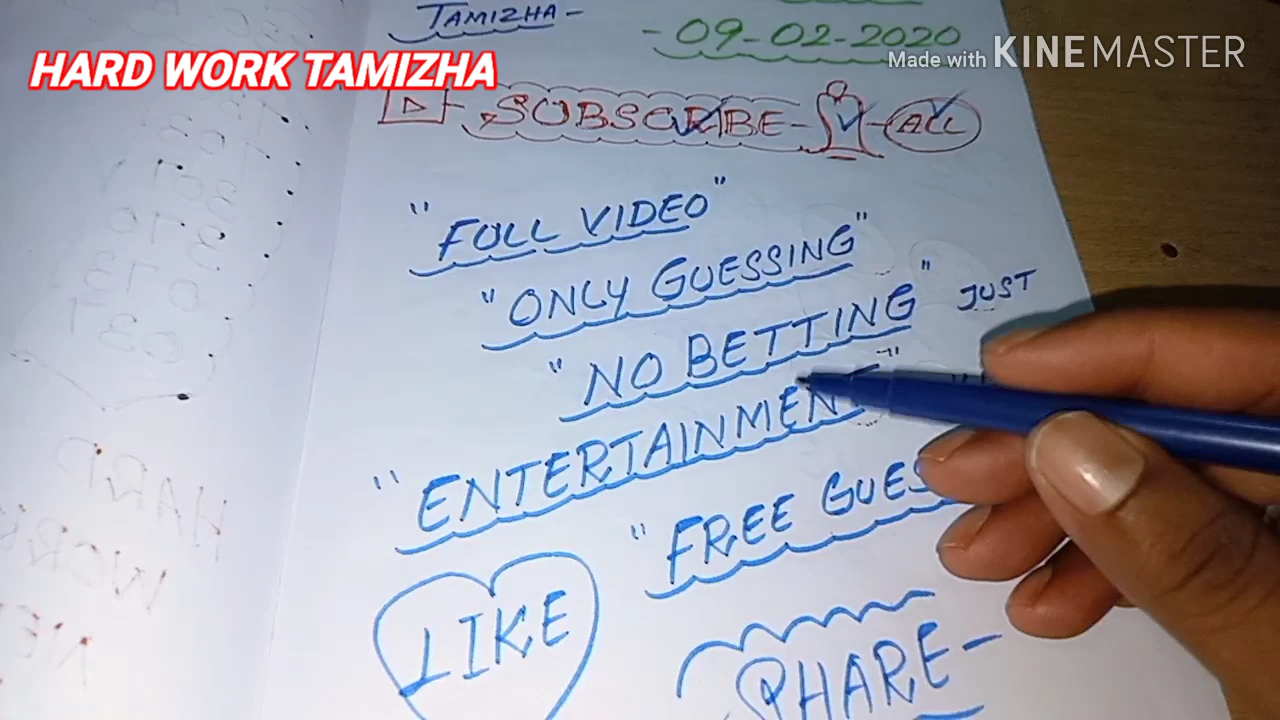 TAMIZHA-
-09-02-2020
Made with KINEMASTER
HARD WORK TAMIZHA
-SUBSCRIBE- -ALL
"FULL VIDEO"
"ONLY GUESSING"
"NO BETTING" JUST
"ENTERTAINMENT"
"FREE GUES
LIKE
SHARE-